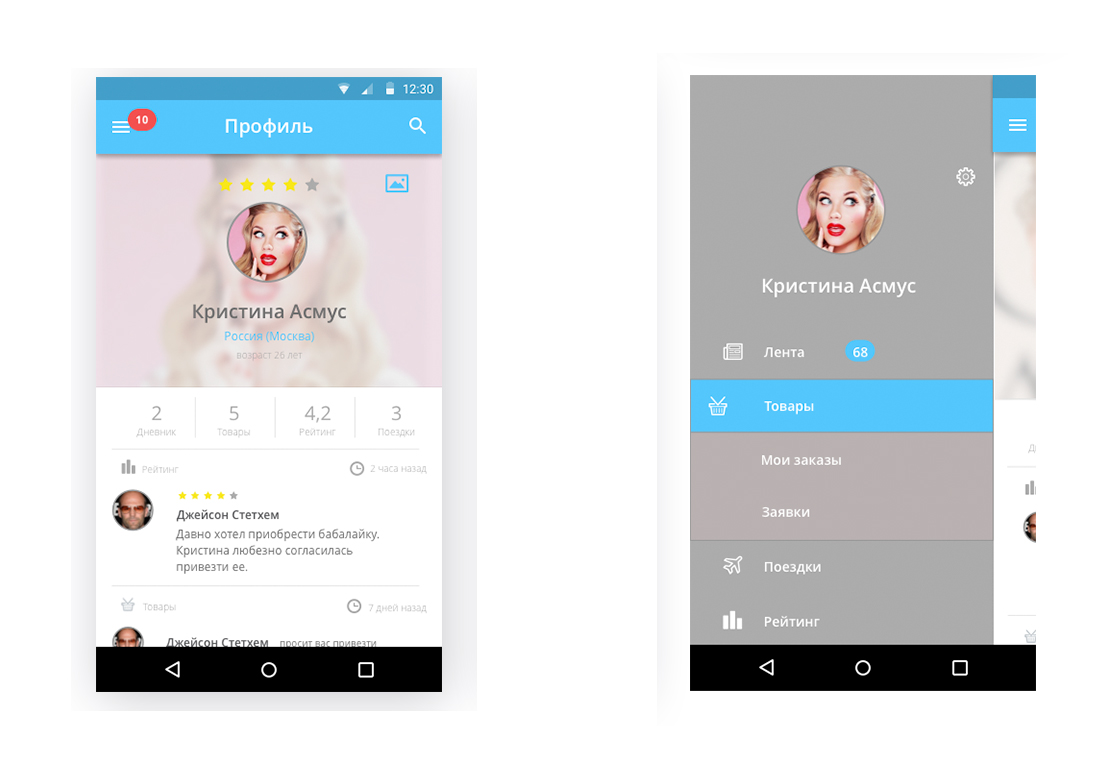 12:30
10
Профиль
Кристина Асмус
Россия (Москва)
возраст 26 лет
2 5 4,2 3
Дневник Товары Рейтинг Поездки
Рейтинг 2 часа назад
Джейсон Стетхем
Давно хотел приобрести бабалайку.
Кристина любезно согласилась
привезти ее.
Товары 7 дней назад
Джейсон Стетхем просит вас привезти
Кристина Асмус
Лента 68
Товары
Мои заказы
Заявки
Поездки
Рейтинг